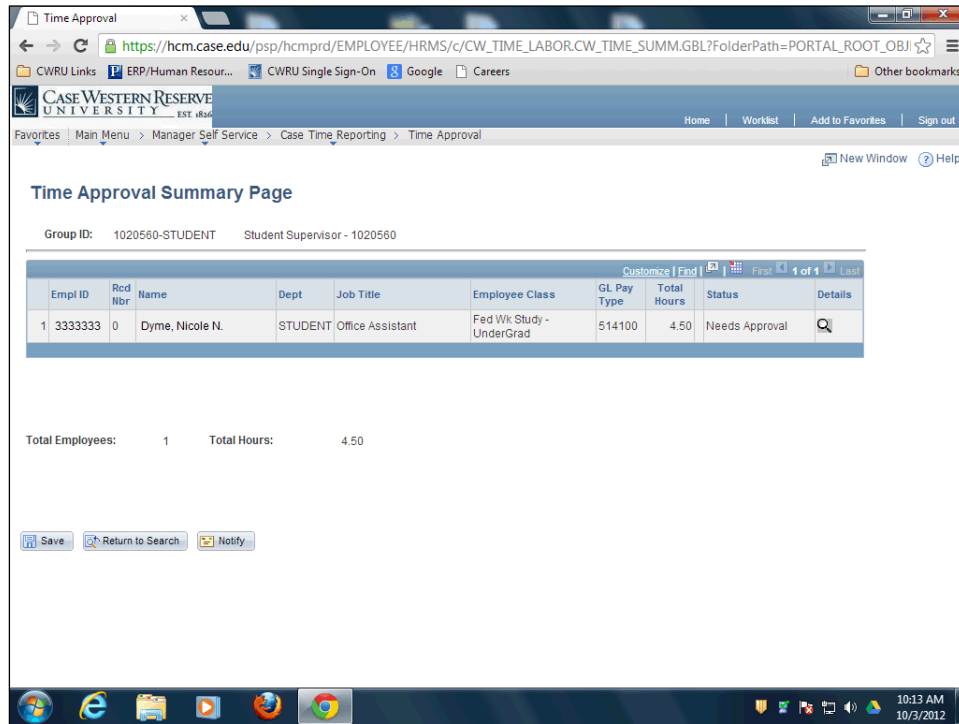 Time Approval
https://hcm.case.edu/psp/hcmprd/EMPLOYEE/HRMS/c/CW_TIME_LABOR.CW_TIME_SUMM.GBL?FolderPath=PORTAL_ROOT_OBJ
CWRU Links ERP/Human Resour... CWRU Single Sign-On Google Careers Other bookmarks
CASE WESTERN RESERVE
UNIVERSITY EST. 1826
Home | Worklist | Add to Favorites | Sign out
Favorites Main Menu > Manager Self Service > Case Time Reporting > Time Approval
New Window Help
Time Approval Summary Page
Group ID: 1020560-STUDENT Student Supervisor - 1020560
Customize | Find | First 1 of 1 Last
Empl ID Rcd Nbr Name Dept Job Title Employee Class GL Pay Type Total Hours Status Details
1 3333333 0 Dyme, Nicole N. STUDENT Office Assistant Fed Wk Study - UnderGrad 514100 4.50 Needs Approval
Total Employees: 1 Total Hours: 4.50
Save Return to Search Notify
10:13 AM
10/3/2012